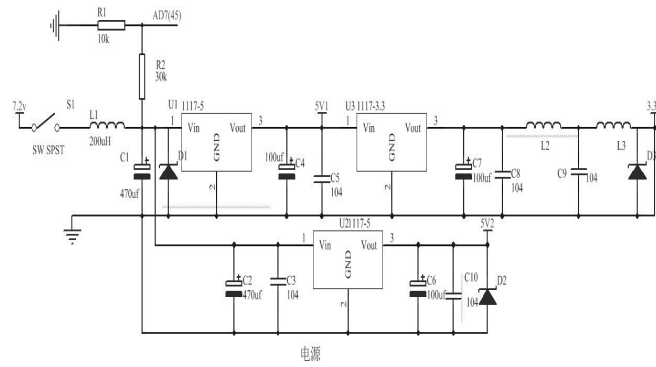 R1
10k
AD7(45)
R2
30k
7.2v
S1
SW SPST
L1
200uH
C1
470uf
D1
U1 1117-5
1 Vin Vout 3
GND
2
100uf
C4
5V1
C5
104
U3 1117-3.3
1 Vin Vout 3
GND
2
C7
100uf
C8
104
L2
C9
104
L3
3.3
D3
U21117-5
1 Vin Vout 3
GND
2
C2
470uf
C3
104
C6
100uf
C10
104
5V2
D2
电源